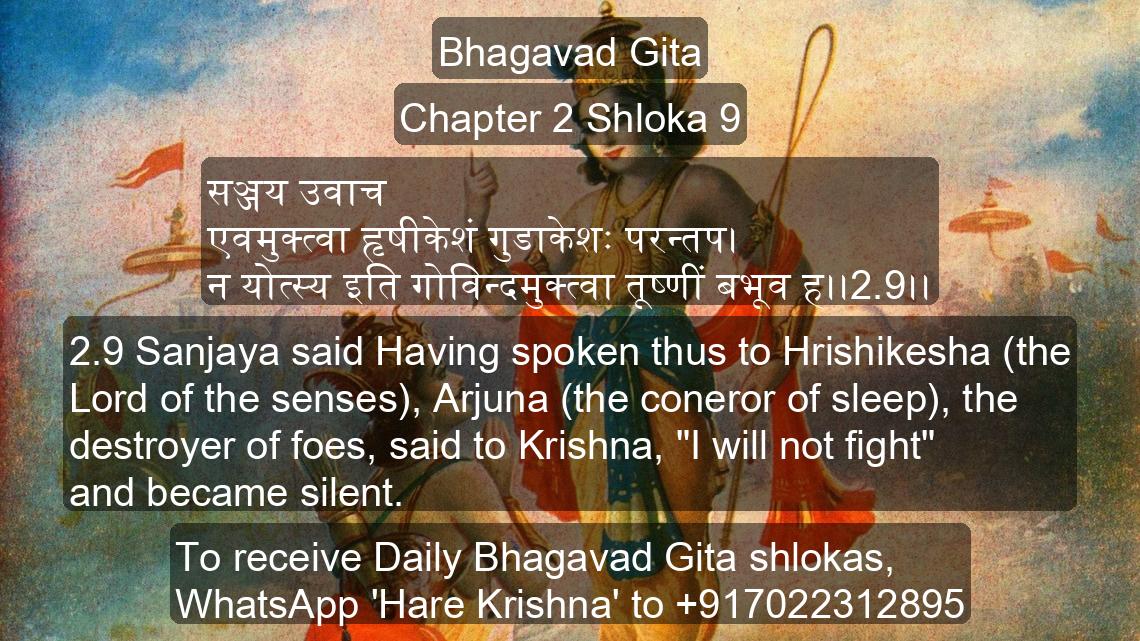 Bhagavad Gita
Chapter 2 Shloka 9
सञ्जय उवाच
एवमुक्त्वा हृषीकेशं गुडाकेशः परन्तप।
न योत्स्य इति गोविन्दमुक्त्वा तूष्णीं बभूव ह।।2.9।।
2.9 Sanjaya said Having spoken thus to Hrishikesha (the
Lord of the senses), Arjuna (the coneror of sleep), the
destroyer of foes, said to Krishna, "I will not fight"
and became silent.
To receive Daily Bhagavad Gita shlokas,
WhatsApp 'Hare Krishna' to +917022312895